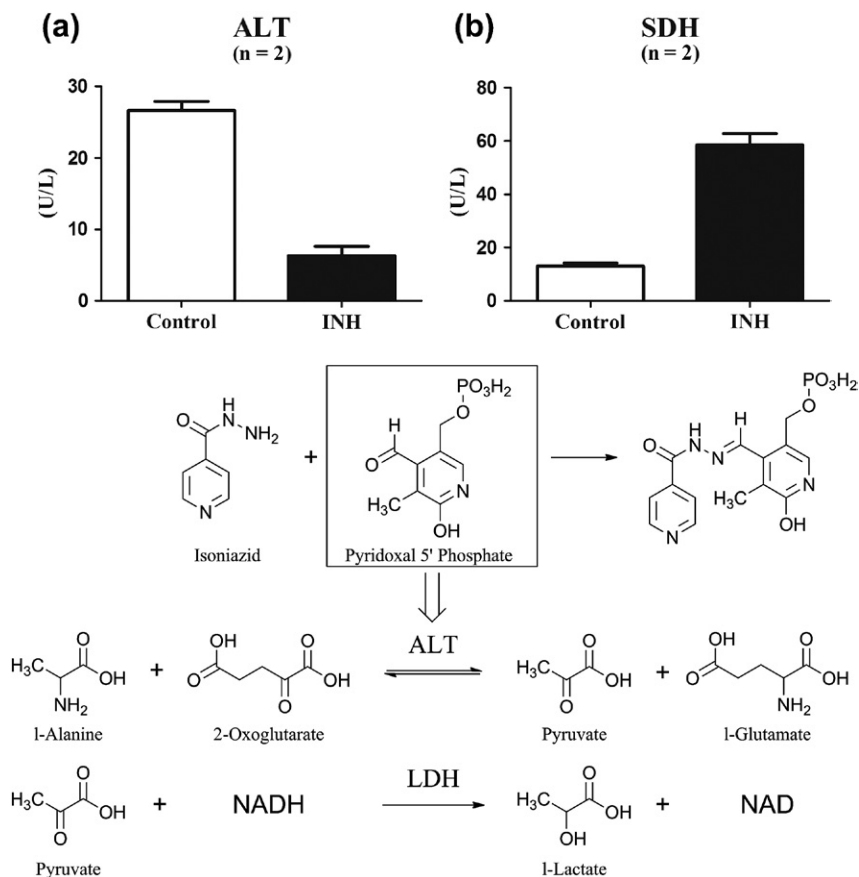 (a)
ALT
(n = 2)
30
20
10
0
(U/L)
Control
INH
(b)
SDH
(n = 2)
80
60
40
20
0
(U/L)
Control
INH
O
H
N
NH₂
N
Isoniazid
+
PO₃H₂
O
H
O
H₃C
N
OH
Pyridoxal 5' Phosphate
PO₃H₂
O
H
H
N
N
O
H₃C
N
OH
N
ALT
H₃C
O
OH
NH₂
l-Alanine
+
OH
O
O
O
OH
2-Oxoglutarate
H₃C
O
OH
O
Pyruvate
+
OH
O
O
OH
NH₂
l-Glutamate
LDH
H₃C
O
OH
O
Pyruvate
+
NADH
H₃C
O
OH
OH
l-Lactate
+
NAD